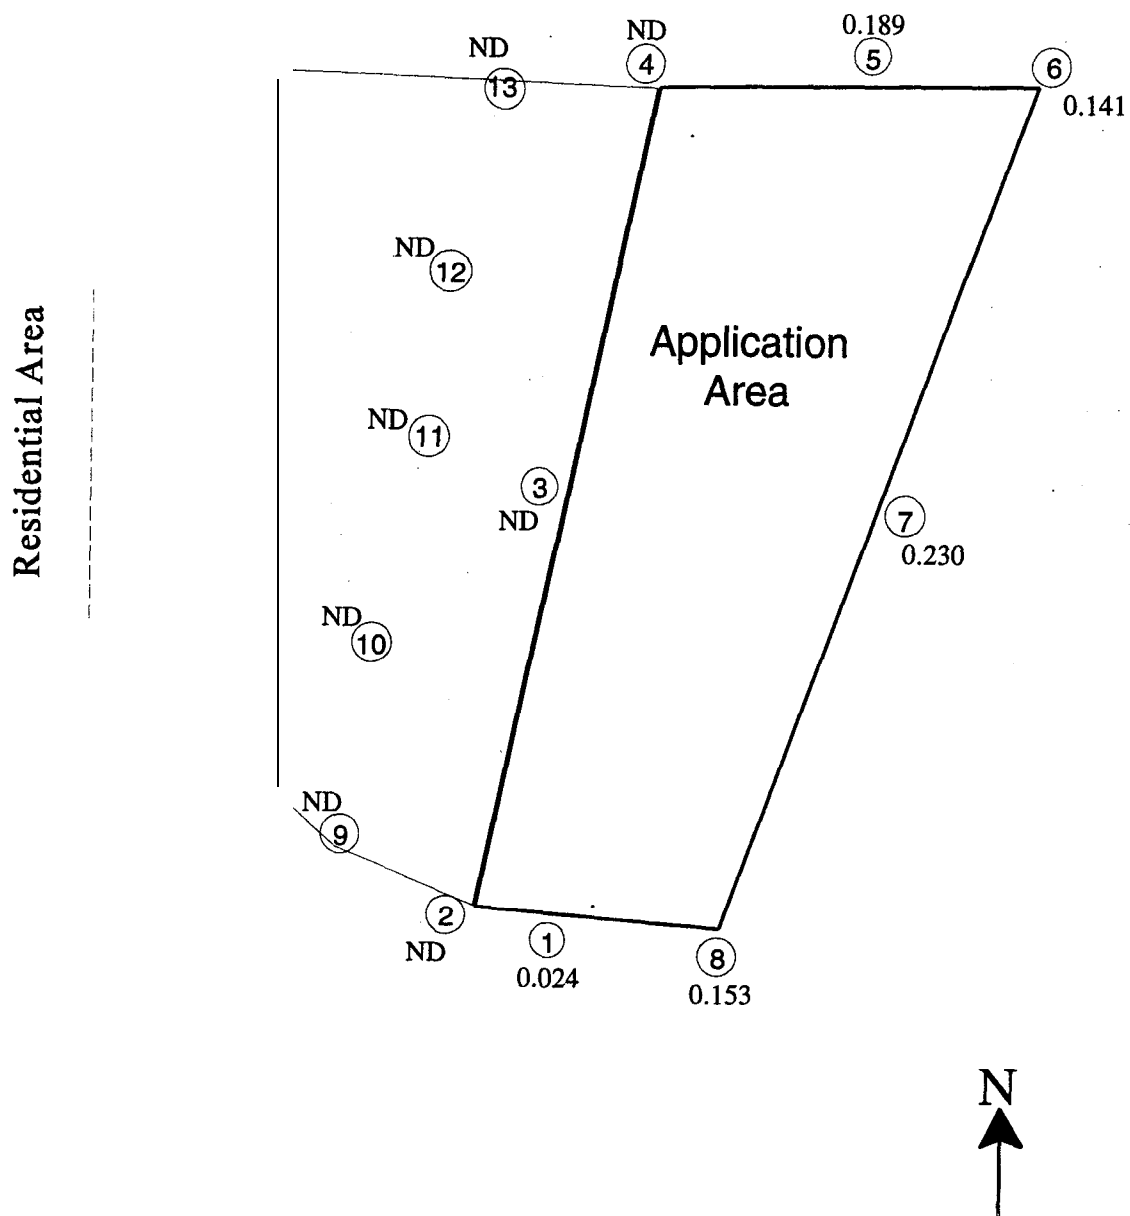 0.189
ND
ND
4
5
6
13
0.141
ND
12
Residential Area
Application
Area
ND
11
3
ND
7
0.230
ND
10
ND
9
2
ND
1
0.024
8
0.153
N